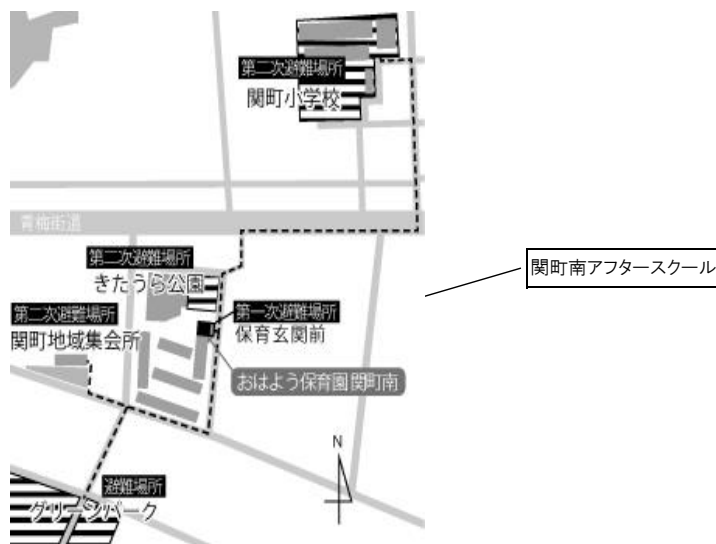 第二次避難場所
関町小学校
青梅街道
第二次避難場所
きたうら公園
関町南アフタースクール
第二次避難場所
関町地域集会所
第一次避難場所
保育玄関前
おはよう保育園 関町南
N
避難場所
グリーンパーク